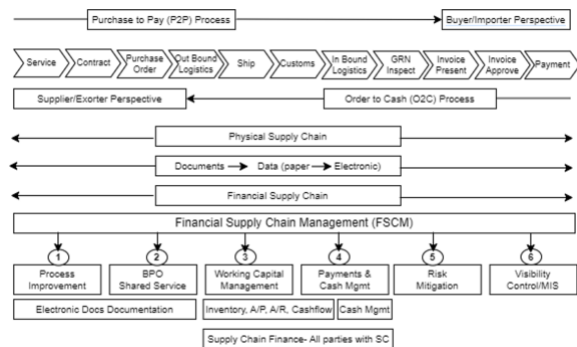 Purchase to Pay (P2P) Process
Buyer/Importer Perspective
Service
Contract
Purchase
Order
Out Bound
Logistics
Ship
Customs
In Bound
Logistics
GRN
Inspect
Invoice
Present
Invoice
Approve
Payment
Supplier/Exorter Perspective
Order to Cash (O2C) Process
Physical Supply Chain
Documents
Data (paper
Electronic)
Financial Supply Chain
Financial Supply Chain Management (FSCM)
1
2
3
4
5
6
Process
Improvement
BPO
Shared Service
Working Capital
Management
Payments &
Cash Mgmt
Risk
Mitigation
Visibility
Control/MIS
Electronic Docs Documentation
Inventory, A/P, A/R, Cashflow
Cash Mgmt
Supply Chain Finance- All parties with SC